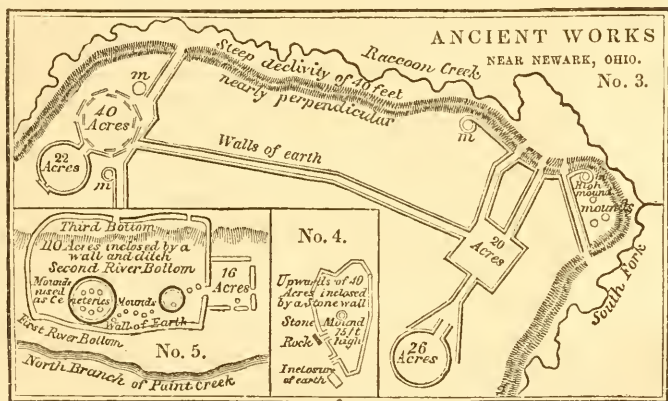 ANCIENT WORKS
NEAR NEWARK, OHIO.
No. 3.
Raccoon Creek
Steep declivity of 40 feet
nearly perpendicular
m
40
Acres
22
Acres
m
Walls of earth
m
m
High
mound
mounds
20
Acres
26
Acres
South Fork
Third Bottom
110 Acres inclosed by a
wall and ditch
Second River Bottom
Mounds
used
as Cemeteries
Mounds
Wall of Earth
16
Acres
First River Bottom
No. 5.
North Branch of Paint Creek
No. 4.
Upwards of 40
Acres inclosed
by a Stone wall
Stone
Mound
15 ft
high
Rock
Inclosure
of earth